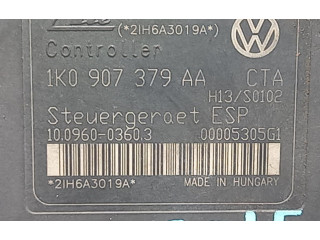 (*2IH6A3019A*)
Controller
1K0 907 379 AA CTA
H13/S0102
Steuergeraet ESP
10.0960-0360.3 00005305G1
*2IH6A3019A* MADE IN HUNGARY